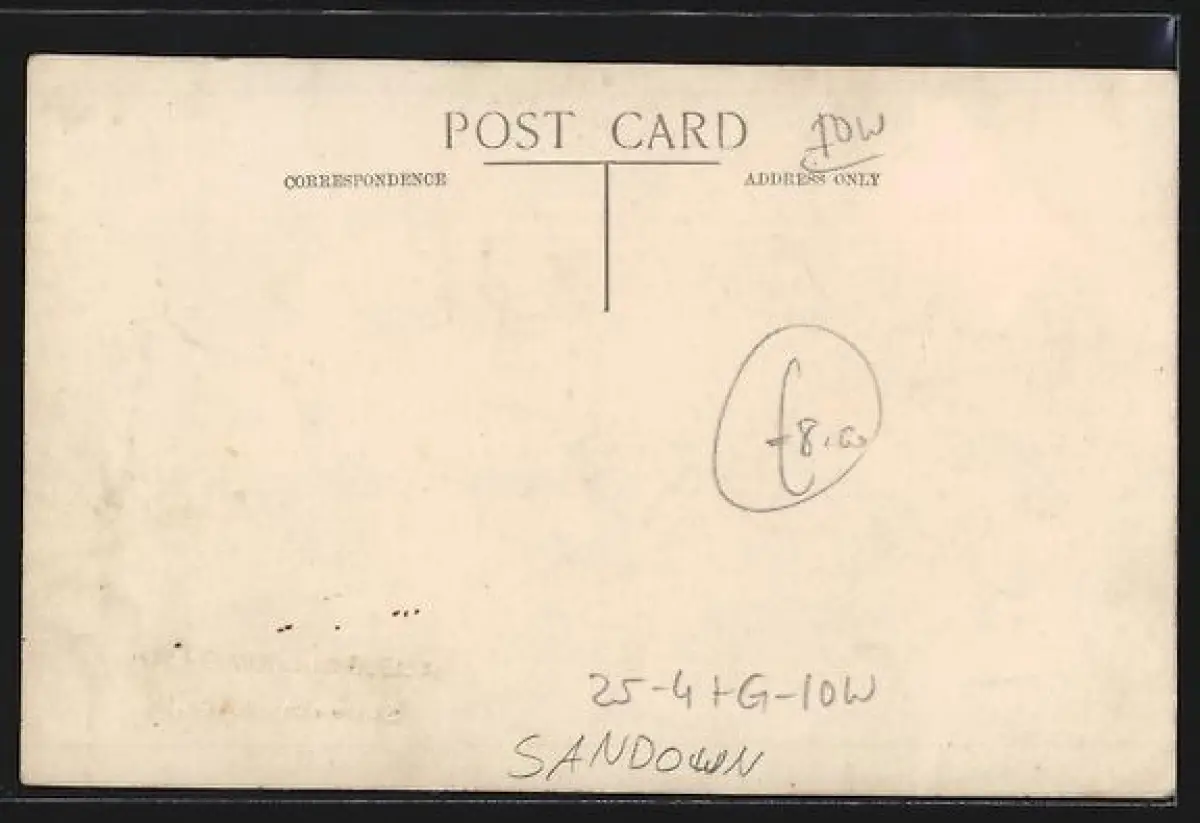 POST CARD
IOW
CORRESPONDENCE
ADDRESS ONLY
£8.00
25-4+G-IOW
SANDOWN